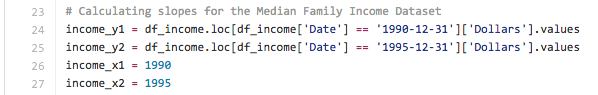 23 # Calculating slopes for the Median Family Income Dataset
24 income_y1 = df_income.loc[df_income['Date'] == '1990-12-31']['Dollars'].values
25 income_y2 = df_income.loc[df_income['Date'] == '1995-12-31']['Dollars'].values
26 income_x1 = 1990
27 income_x2 = 1995